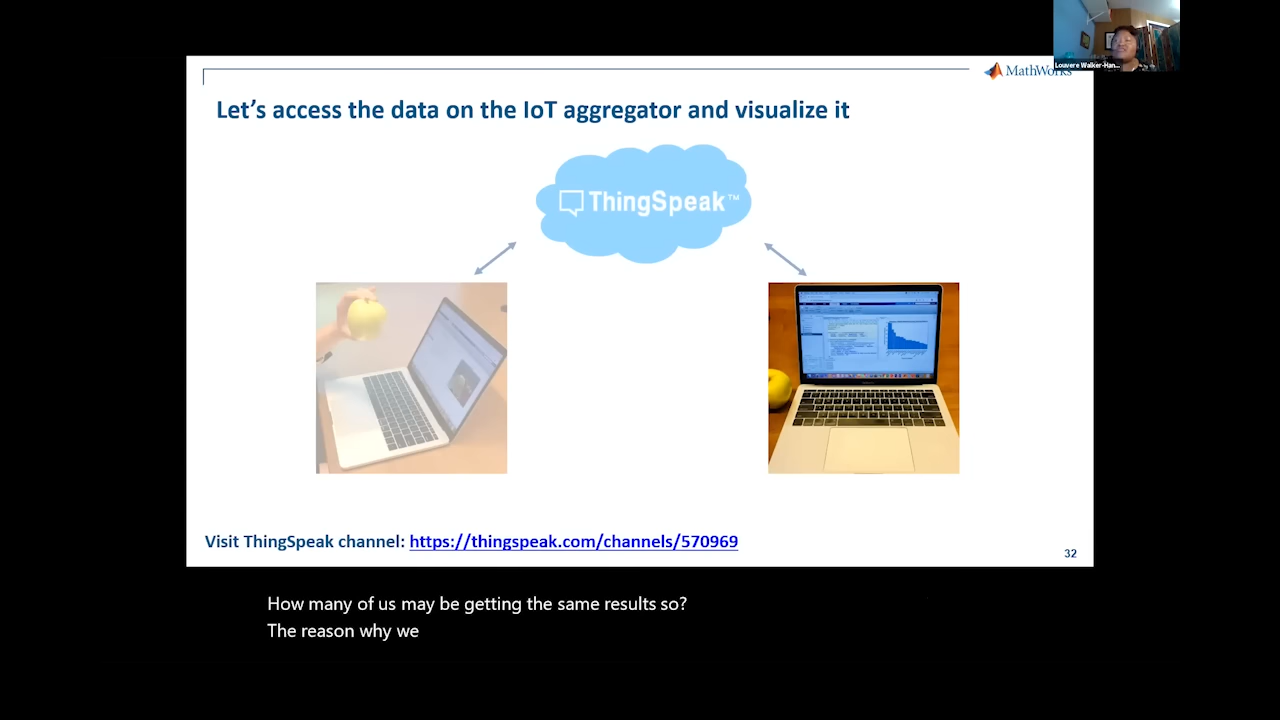 Louvere Walker-Han...
MathWorks
Let's access the data on the IoT aggregator and visualize it
ThingSpeak™
Visit ThingSpeak channel: https://thingspeak.com/channels/570969
32
How many of us may be getting the same results so?
The reason why we